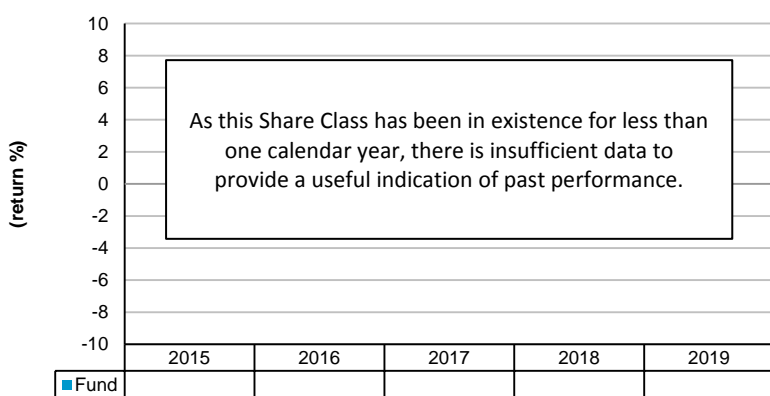 10
8
6
4
2
0
-2
-4
-6
-8
-10
(return %)
As this Share Class has been in existence for less than
one calendar year, there is insufficient data to
provide a useful indication of past performance.
2015 2016 2017 2018 2019
Fund